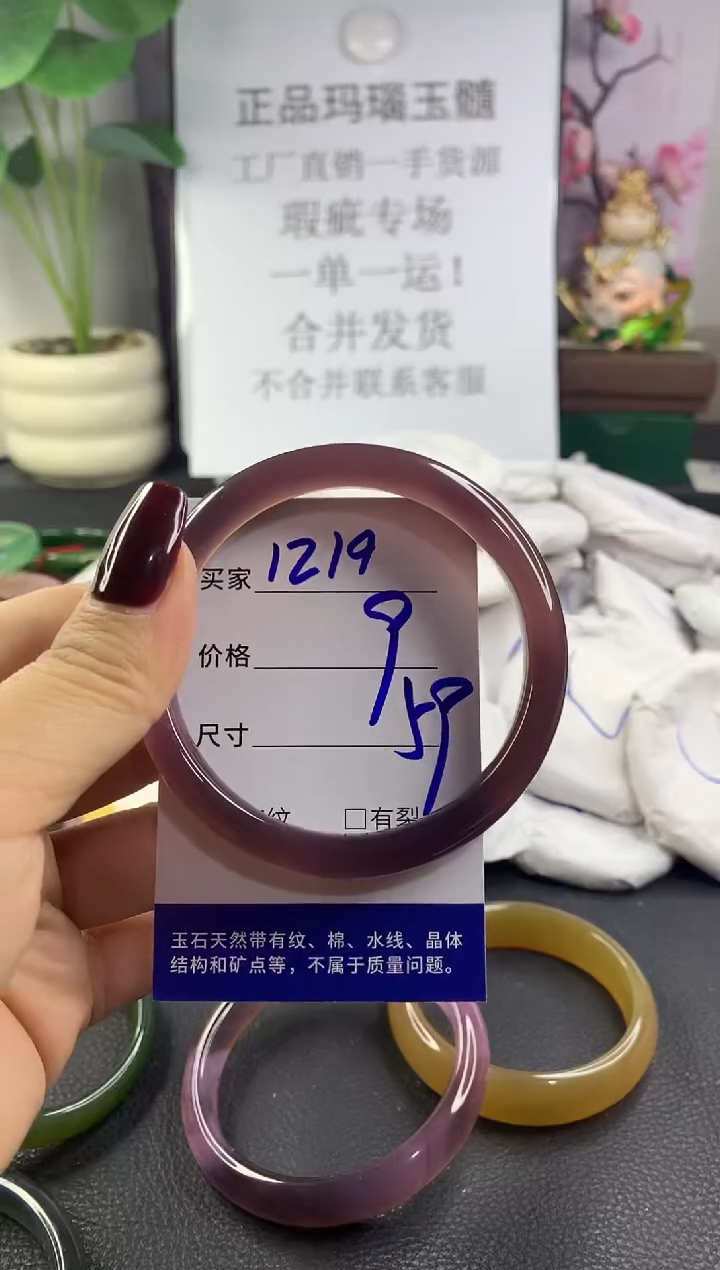 正品玛瑙玉髓
工厂直销一手货源
瑕疵专场
一单一运！
合并发货
不合并联系客服
买家 1219
价格 9
尺寸 59
纹 □有裂
玉石天然带有纹、棉、水线、晶体
结构和矿点等，不属于质量问题。